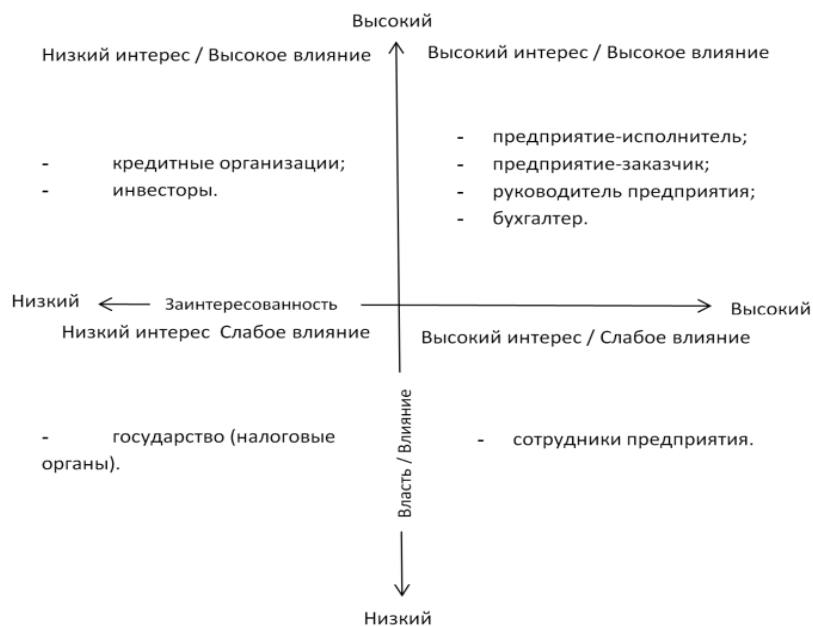 Высокий
Низкий интерес / Высокое влияние
Высокий интерес / Высокое влияние
- кредитные организации;
- инвесторы.
- предприятие-исполнитель;
- предприятие-заказчик;
- руководитель предприятия;
- бухгалтер.
Низкий
Заинтересованность
Высокий
Низкий интерес Слабое влияние
Высокий интерес / Слабое влияние
- государство (налоговые
органы).
Власть / Влияние
- сотрудники предприятия.
Низкий